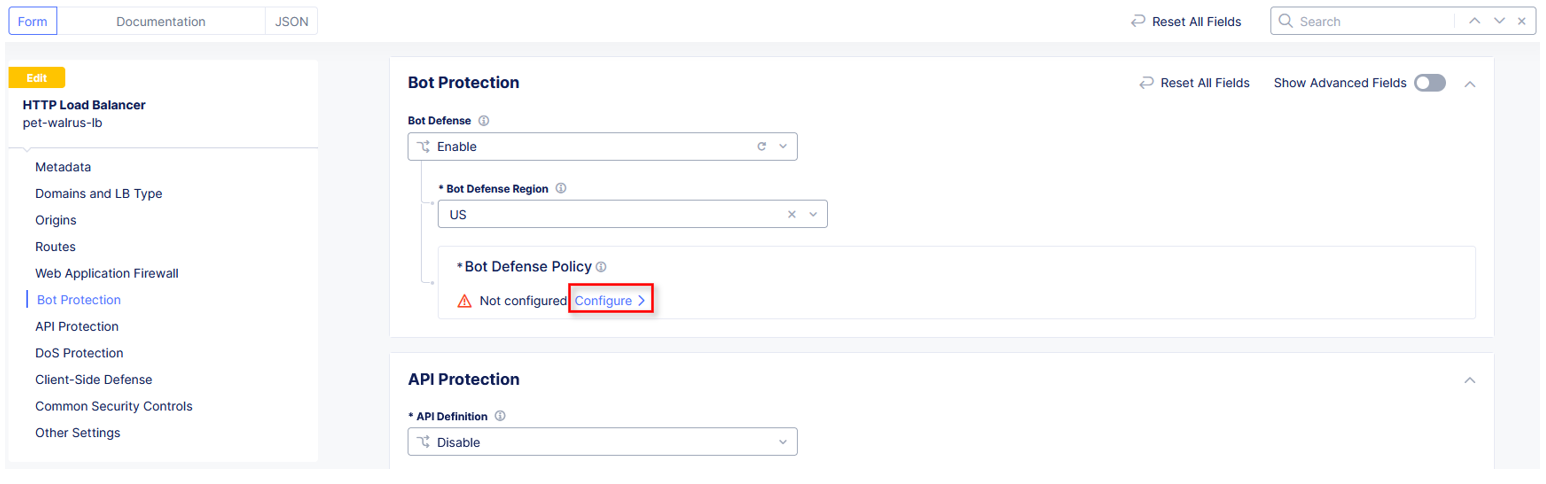 Form
Documentation
JSON
Reset All Fields
Search
Edit
HTTP Load Balancer
pet-walrus-lb
Metadata
Domains and LB Type
Origins
Routes
Web Application Firewall
Bot Protection
API Protection
DoS Protection
Client-Side Defense
Common Security Controls
Other Settings
Bot Protection
Reset All Fields
Show Advanced Fields
Bot Defense
Enable
* Bot Defense Region
US
*Bot Defense Policy
Not configured Configure
API Protection
* API Definition
Disable